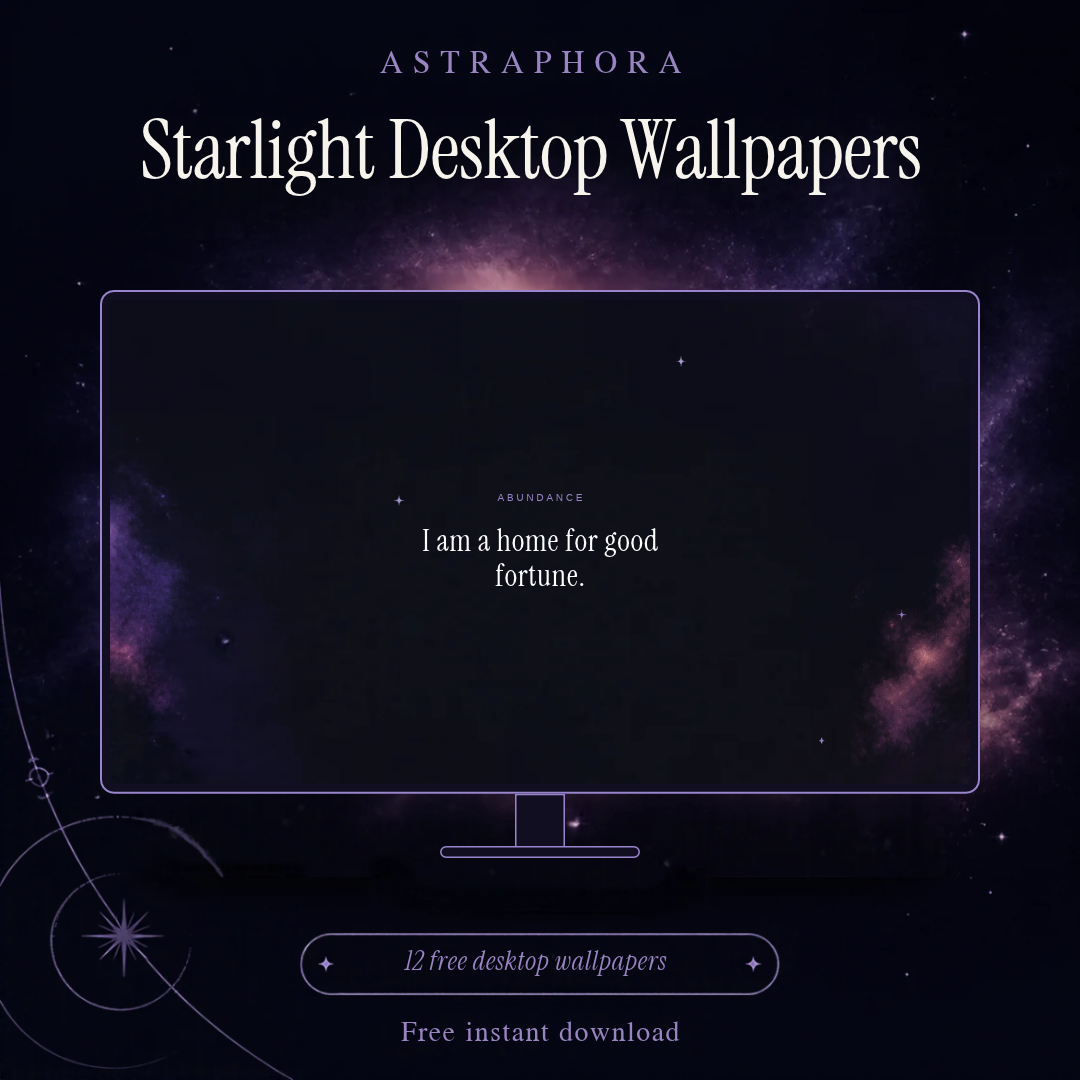 ASTRAPHORA
Starlight Desktop Wallpapers
ABUNDANCE
I am a home for good
fortune.
12 free desktop wallpapers
Free instant download